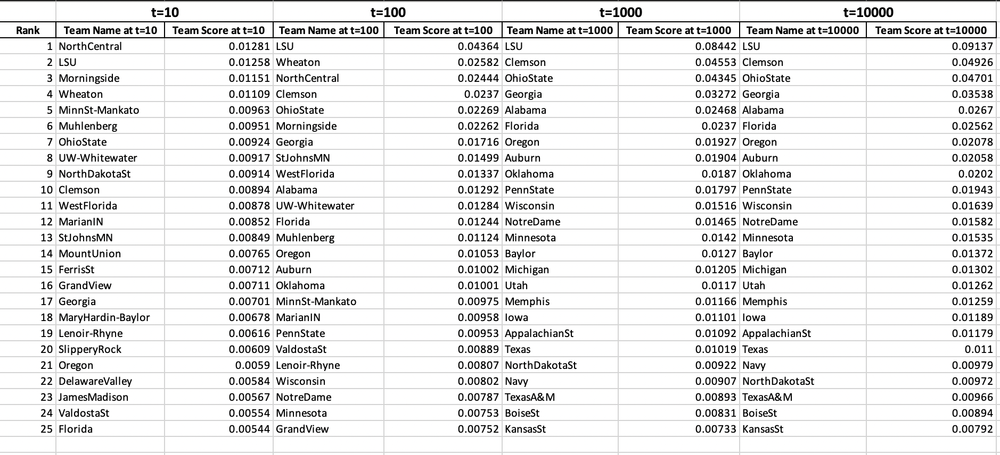 t=10 t=100 t=1000 t=10000
Rank Team Name at t=10 Team Score at t=10 Team Name at t=100 Team Score at t=100 Team Name at t=1000 Team Score at t=1000 Team Name at t=10000 Team Score at t=10000
1 NorthCentral 0.01281 LSU 0.04364 LSU 0.08442 LSU 0.09137
2 LSU 0.01258 Wheaton 0.02582 Clemson 0.04553 Clemson 0.04926
3 Morningside 0.01151 NorthCentral 0.02444 OhioState 0.04345 OhioState 0.04701
4 Wheaton 0.01109 Clemson 0.0237 Georgia 0.03272 Georgia 0.03538
5 MinnSt-Mankato 0.00963 OhioState 0.02269 Alabama 0.02468 Alabama 0.0267
6 Muhlenberg 0.00951 Morningside 0.02262 Florida 0.0237 Florida 0.02562
7 OhioState 0.00924 Georgia 0.01716 Oregon 0.01927 Oregon 0.02078
8 UW-Whitewater 0.00917 StJohnsMN 0.01499 Auburn 0.01904 Auburn 0.02058
9 NorthDakotaSt 0.00914 WestFlorida 0.01337 Oklahoma 0.0187 Oklahoma 0.0202
10 Clemson 0.00894 Alabama 0.01292 PennState 0.01797 PennState 0.01943
11 WestFlorida 0.00878 UW-Whitewater 0.01284 Wisconsin 0.01516 Wisconsin 0.01639
12 MarianIN 0.00852 Florida 0.01244 NotreDame 0.01465 NotreDame 0.01582
13 StJohnsMN 0.00849 Muhlenberg 0.01124 Minnesota 0.0142 Minnesota 0.01535
14 MountUnion 0.00765 Oregon 0.01053 Baylor 0.0127 Baylor 0.01372
15 FerrisSt 0.00712 Auburn 0.01002 Michigan 0.01205 Michigan 0.01302
16 GrandView 0.00711 Oklahoma 0.01001 Utah 0.0117 Utah 0.01262
17 Georgia 0.00701 MinnSt-Mankato 0.00975 Memphis 0.01166 Memphis 0.01259
18 MaryHardin-Baylor 0.00678 MarianIN 0.00958 Iowa 0.01101 Iowa 0.01189
19 Lenoir-Rhyne 0.00616 PennState 0.00953 AppalachianSt 0.01092 AppalachianSt 0.01179
20 SlipperyRock 0.00609 ValdostaSt 0.00889 Texas 0.01019 Texas 0.011
21 Oregon 0.0059 Lenoir-Rhyne 0.00807 NorthDakotaSt 0.00922 Navy 0.00979
22 DelawareValley 0.00584 Wisconsin 0.00802 Navy 0.00907 NorthDakotaSt 0.00972
23 JamesMadison 0.00567 NotreDame 0.00787 TexasA&M 0.00893 TexasA&M 0.00966
24 ValdostaSt 0.00554 Minnesota 0.00753 BoiseSt 0.00831 BoiseSt 0.00894
25 Florida 0.00544 GrandView 0.00752 KansasSt 0.00733 KansasSt 0.00792